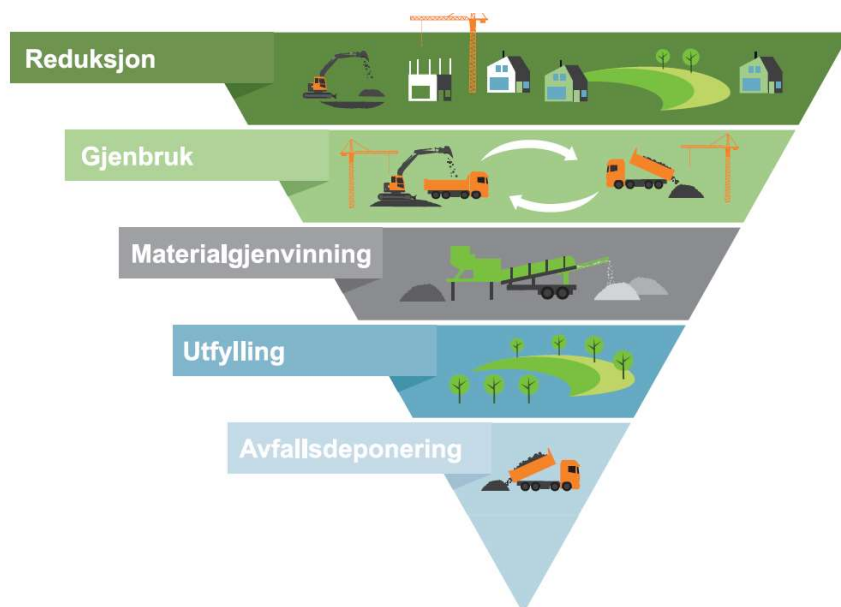 Reduksjon
Gjenbruk
Materialgjenvinning
Utfylling
Avfallsdeponering